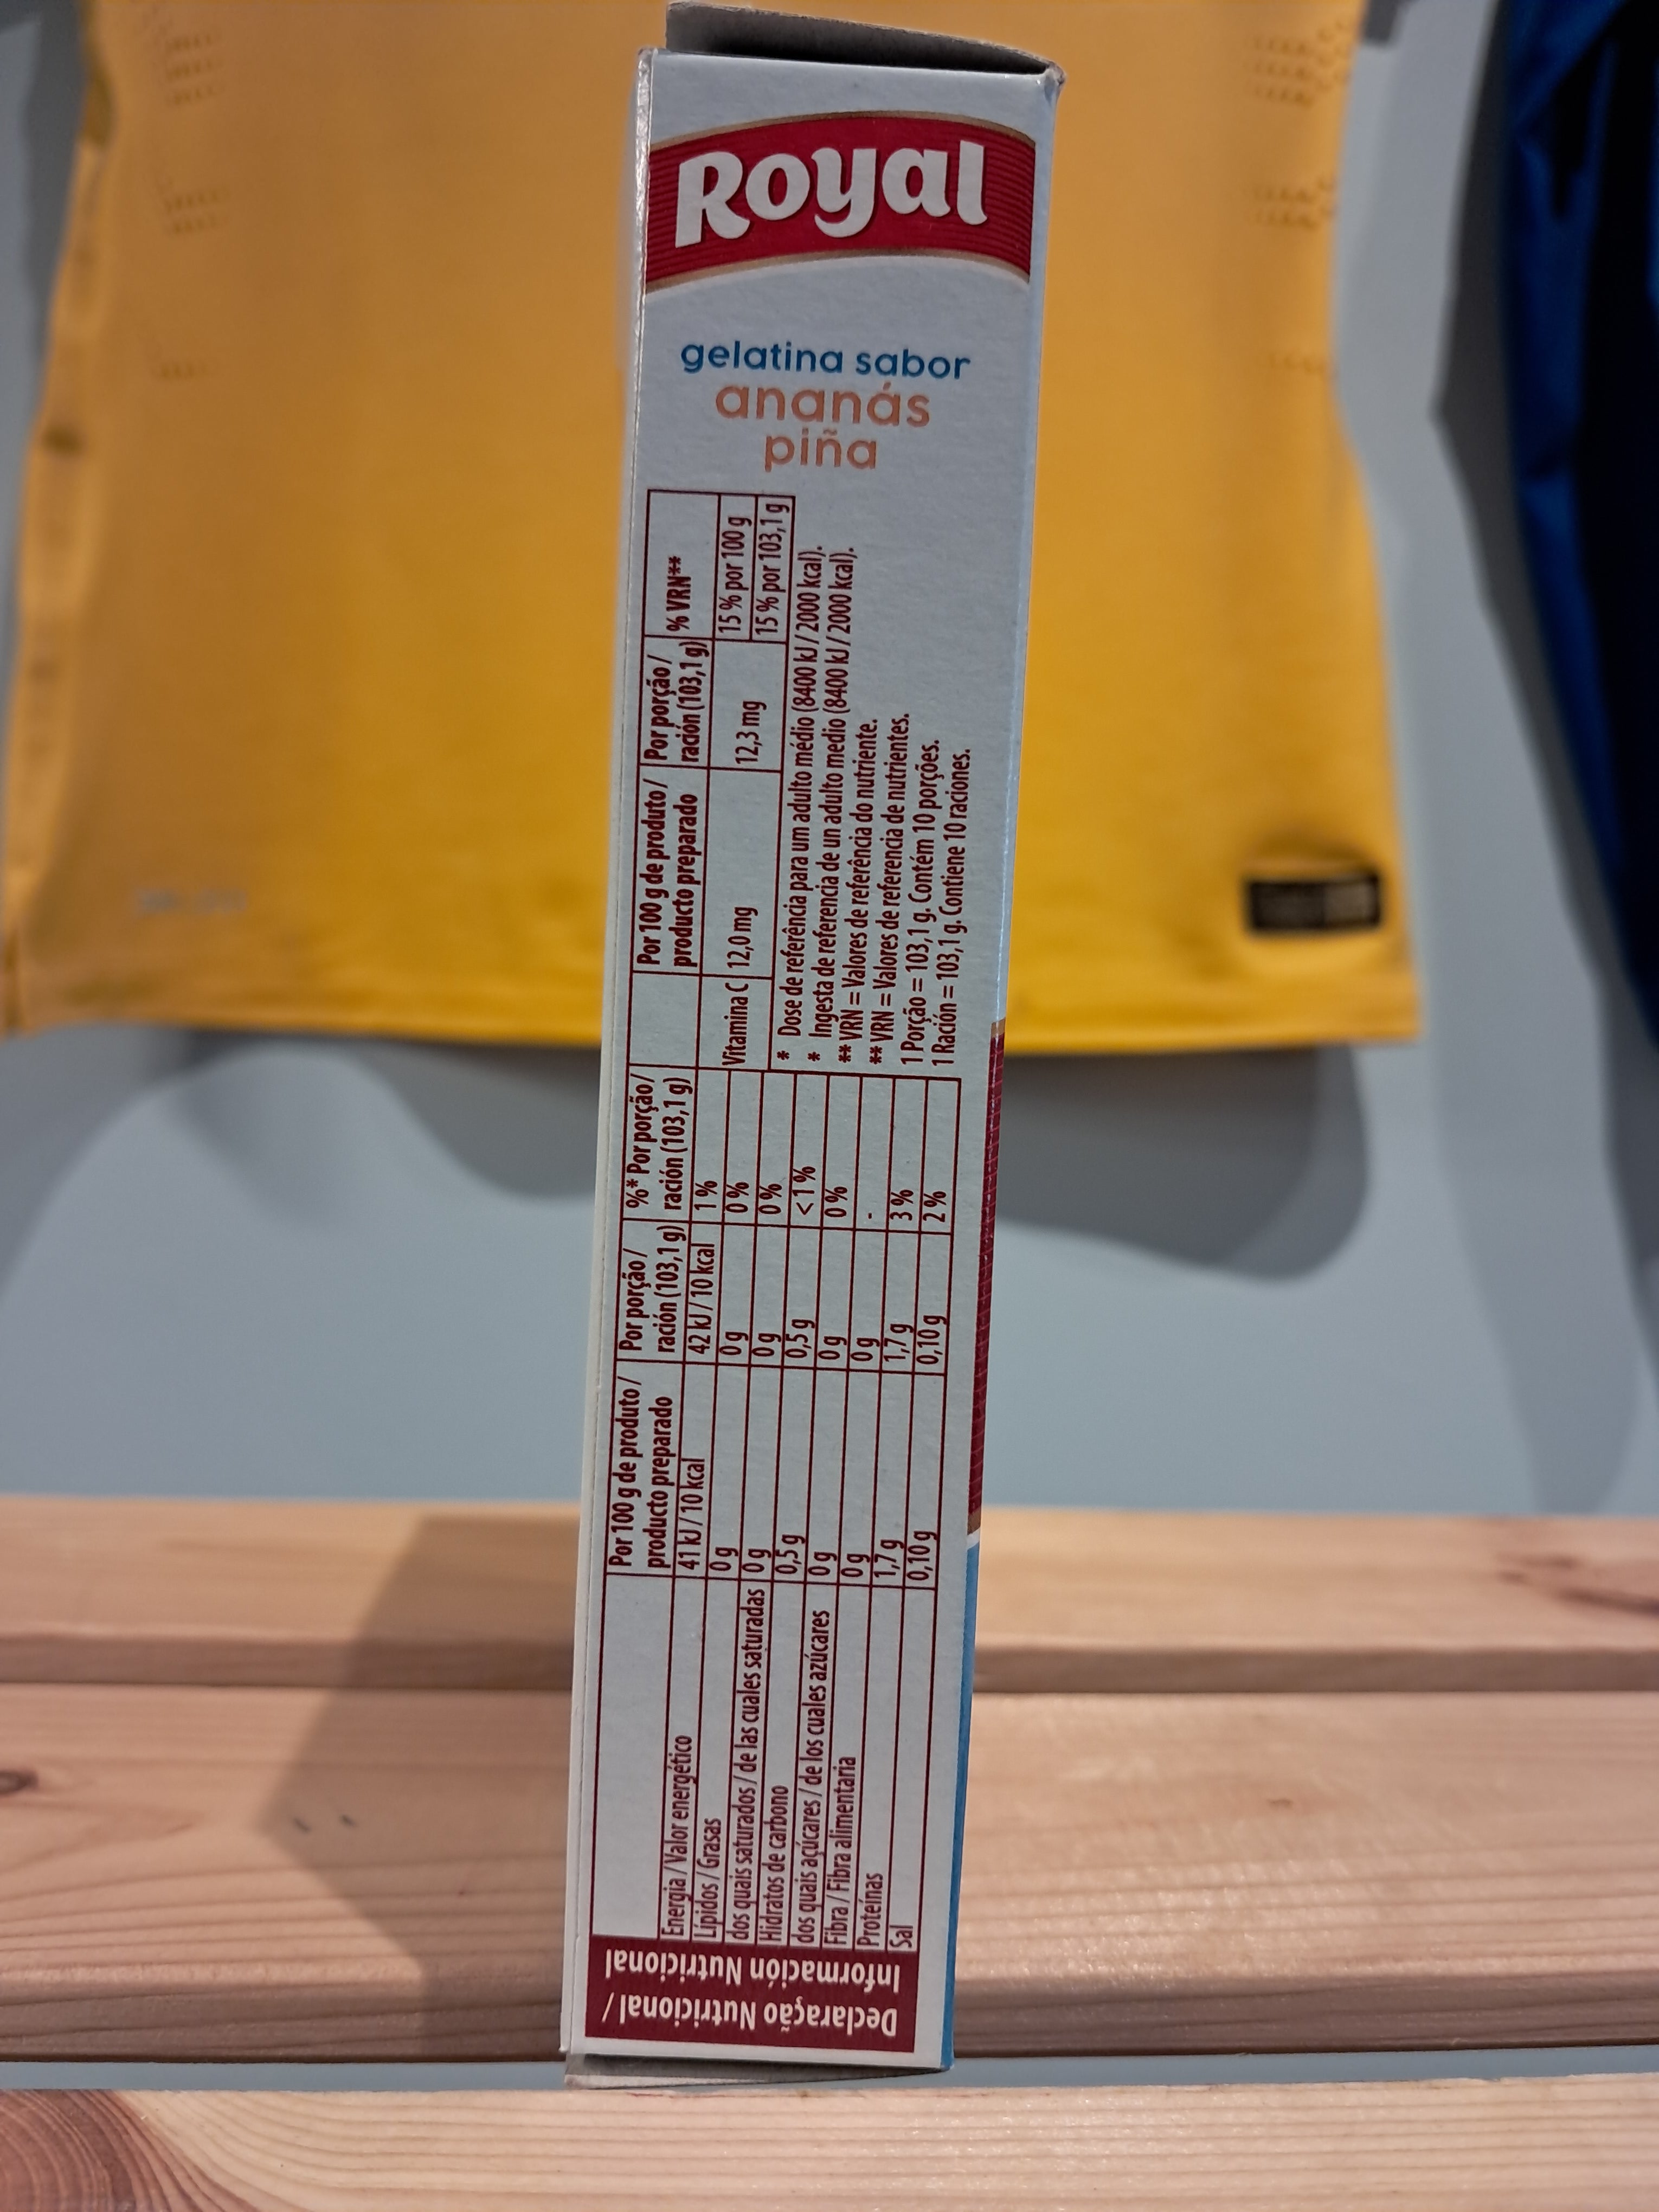 Royal
gelatina sabor
ananás
piña
Declaração Nutricional /
Información Nutricional
Por 100 g de produto / Por porção / %* Por porção /
producto preparado ración (103,1 g) ración (103,1 g)
Energia / Valor energético 41 kJ / 10 kcal 42 kJ / 10 kcal 1 %
Lípidos / Grasas 0 g 0 g 0 %
dos quais saturados / de las cuales saturadas 0 g 0 g 0 %
Hidratos de carbono 0,5 g 0,5 g < 1 %
dos quais açúcares / de los cuales azúcares 0 g 0 g 0 %
Fibra / Fibra alimentaria 0 g 0 g -
Proteínas 1,7 g 1,7 g 3 %
Sal 0,10 g 0,10 g 2 %
Por 100 g de produto / Por porção / % VRN**
producto preparado ración (103,1 g)
Vitamina C 12,0 mg 12,3 mg 15 % por 100 g
15 % por 103,1 g
* Dose de referência para um adulto médio (8400 kJ / 2000 kcal).
* Ingesta de referencia de un adulto medio (8400 kJ / 2000 kcal).
** VRN = Valores de referência do nutriente.
** VRN = Valores de referencia de nutrientes.
1 Porção = 103,1 g. Contém 10 porções.
1 Ración = 103,1 g. Contiene 10 raciones.